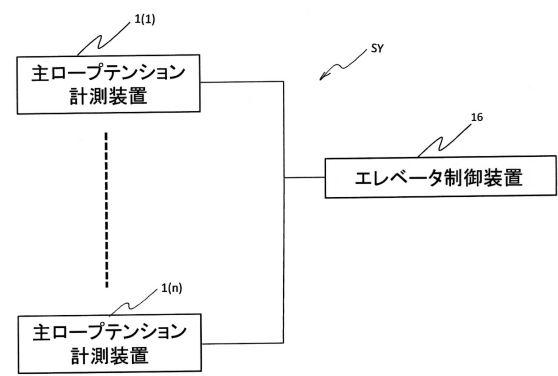 1(1)
主ロープテンション
計測装置
SY
16
エレベータ制御装置
1(n)
主ロープテンション
計測装置